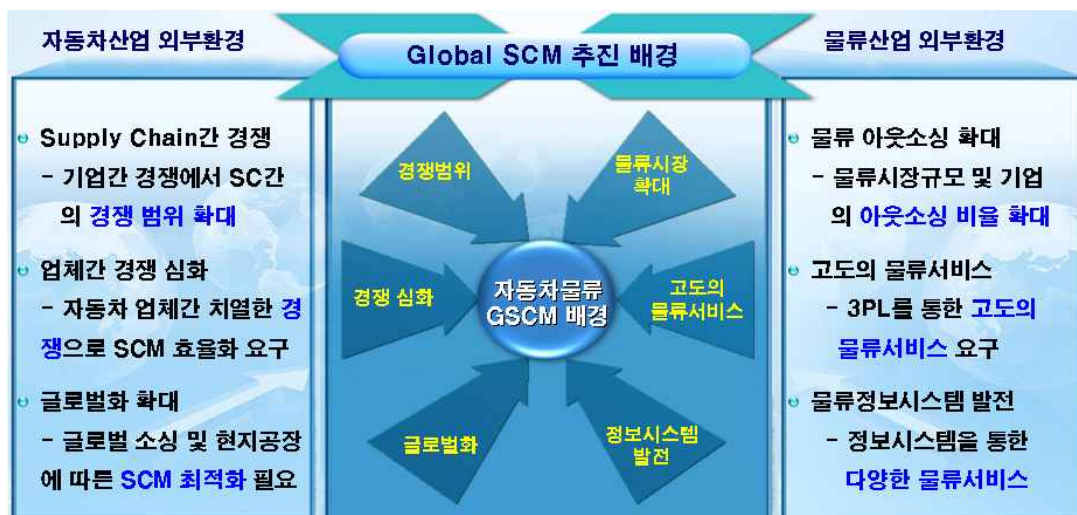 자동차산업 외부환경
Global SCM 추진 배경
물류산업 외부환경
Supply Chain간 경쟁
- 기업간 경쟁에서 SC간
의 경쟁 범위 확대
업체간 경쟁 심화
- 자동차 업체간 치열한 경
쟁으로 SCM 효율화 요구
글로벌화 확대
- 글로벌 소싱 및 현지공장
에 따른 SCM 최적화 필요
경쟁범위
물류시장
확대
경쟁 심화
자동차물류
GSCM 배경
고도의
물류서비스
글로벌화
정보시스템
발전
물류 아웃소싱 확대
- 물류시장규모 및 기업
의 아웃소싱 비율 확대
고도의 물류서비스
- 3PL를 통한 고도의
물류서비스 요구
물류정보시스템 발전
- 정보시스템을 통한
다양한 물류서비스